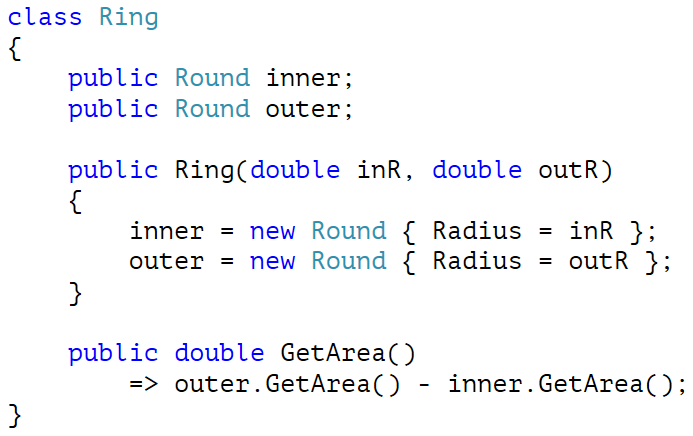 class Ring
{
    public Round inner;
    public Round outer;

    public Ring(double inR, double outR)
    {
        inner = new Round { Radius = inR };
        outer = new Round { Radius = outR };
    }

    public double GetArea()
        => outer.GetArea() - inner.GetArea();
}